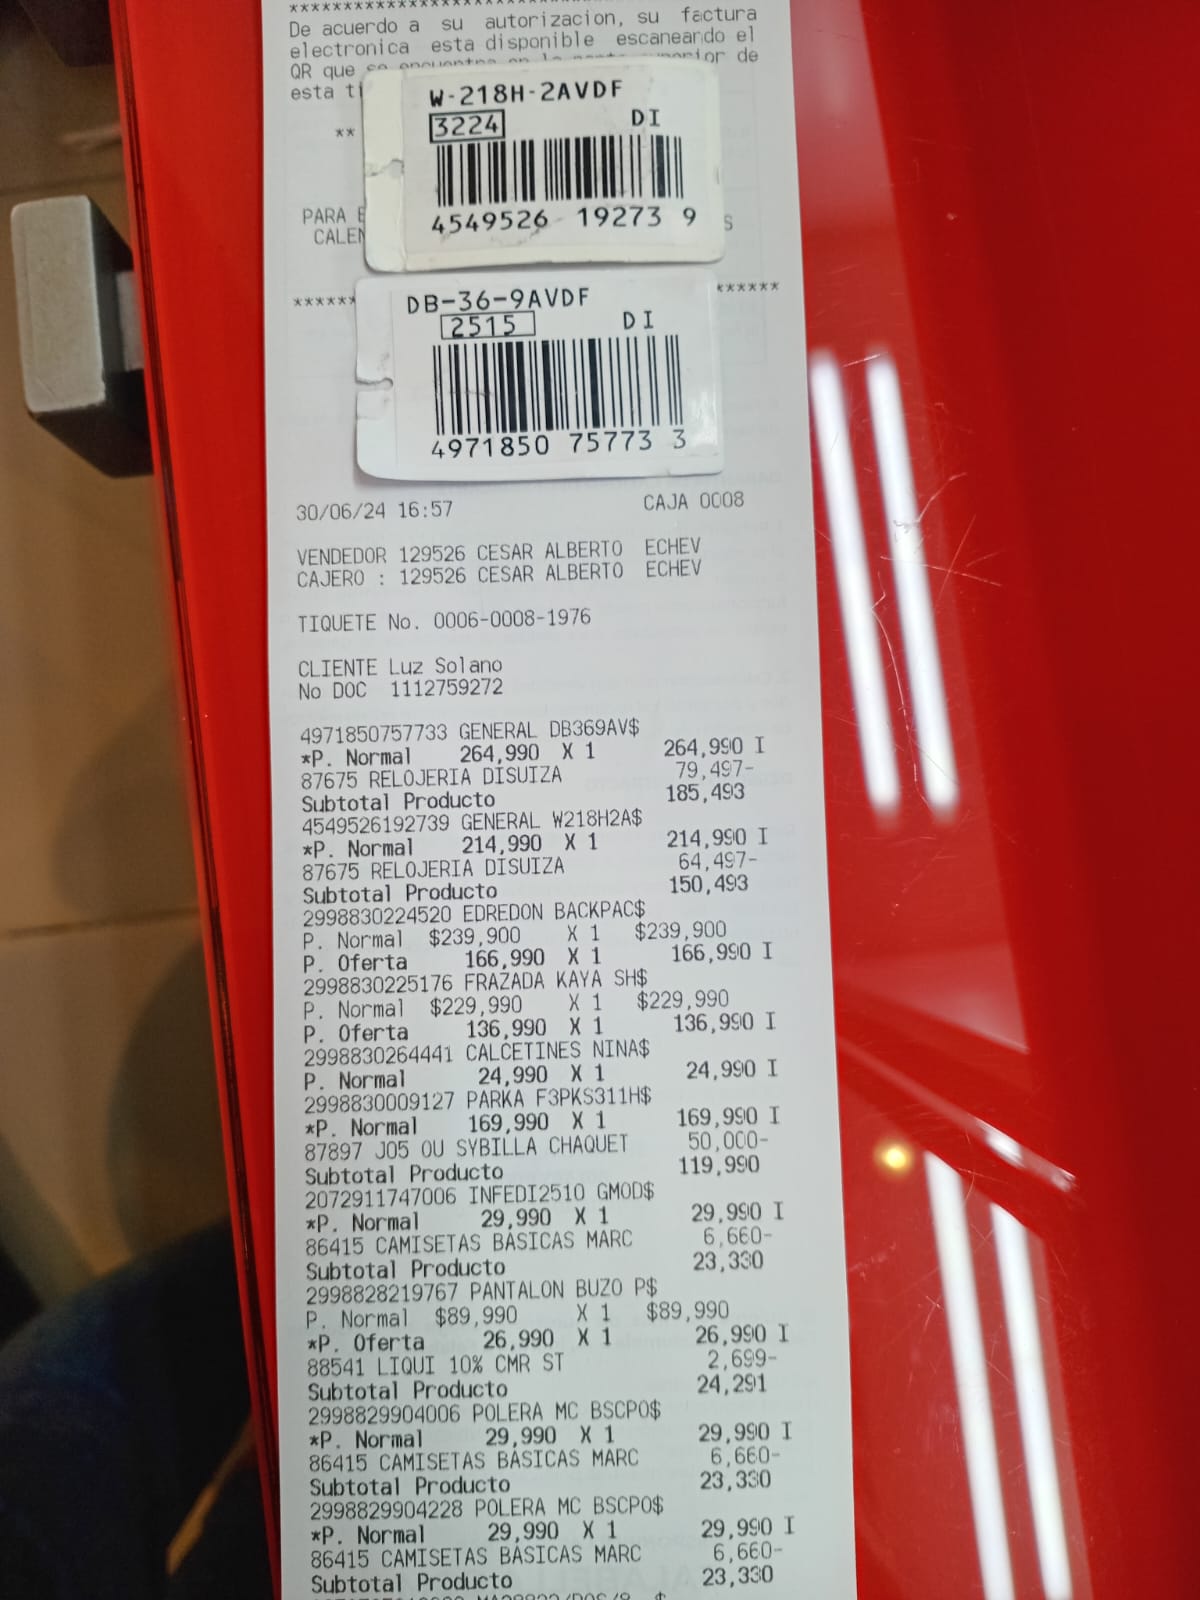 ************************************************
De acuerdo a su autorizacion, su factura
electronica esta disponible escaneando el
QR que se encuentra en la parte superior de
esta ti
W-218H-2AVDF
3224 DI
**
4549526 19273 9
PARA E S
CALEN
DB-36-9AVDF
****** ******
2515 DI
4971850 75773 3
30/06/24 16:57 CAJA 0008
VENDEDOR 129526 CESAR ALBERTO ECHEV
CAJERO : 129526 CESAR ALBERTO ECHEV
TIQUETE No. 0006-0008-1976
CLIENTE Luz Solano
No DOC 1112759272
4971850757733 GENERAL DB369AV$
*P. Normal 264,990 X 1 264,990 I
87675 RELOJERIA DISUIZA 79,497-
Subtotal Producto 185,493
4549526192739 GENERAL W218H2A$
*P. Normal 214,990 X 1 214,990 I
87675 RELOJERIA DISUIZA 64,497-
Subtotal Producto 150,493
2998830224520 EDREDON BACKPAC$
P. Normal $239,900 X 1 $239,900
P. Oferta 166,990 X 1 166,990 I
2998830225176 FRAZADA KAYA SH$
P. Normal $229,990 X 1 $229,990
P. Oferta 136,990 X 1 136,990 I
2998830264441 CALCETINES NINA$
P. Normal 24,990 X 1 24,990 I
2998830009127 PARKA F3PKS311H$
*P. Normal 169,990 X 1 169,990 I
87897 J05 OU SYBILLA CHAQUET 50,000-
Subtotal Producto 119,990
2072911747006 INFEDI2510 GMOD$
*P. Normal 29,990 X 1 29,990 I
86415 CAMISETAS BASICAS MARC 6,660-
Subtotal Producto 23,330
2998828219767 PANTALON BUZO P$
P. Normal $89,990 X 1 $89,990
*P. Oferta 26,990 X 1 26,990 I
88541 LIQUI 10% CMR ST 2,699-
Subtotal Producto 24,291
2998829904006 POLERA MC BSCPO$
*P. Normal 29,990 X 1 29,990 I
86415 CAMISETAS BASICAS MARC 6,660-
Subtotal Producto 23,330
2998829904228 POLERA MC BSCPO$
*P. Normal 29,990 X 1 29,990 I
86415 CAMISETAS BASICAS MARC 6,660-
Subtotal Producto 23,330